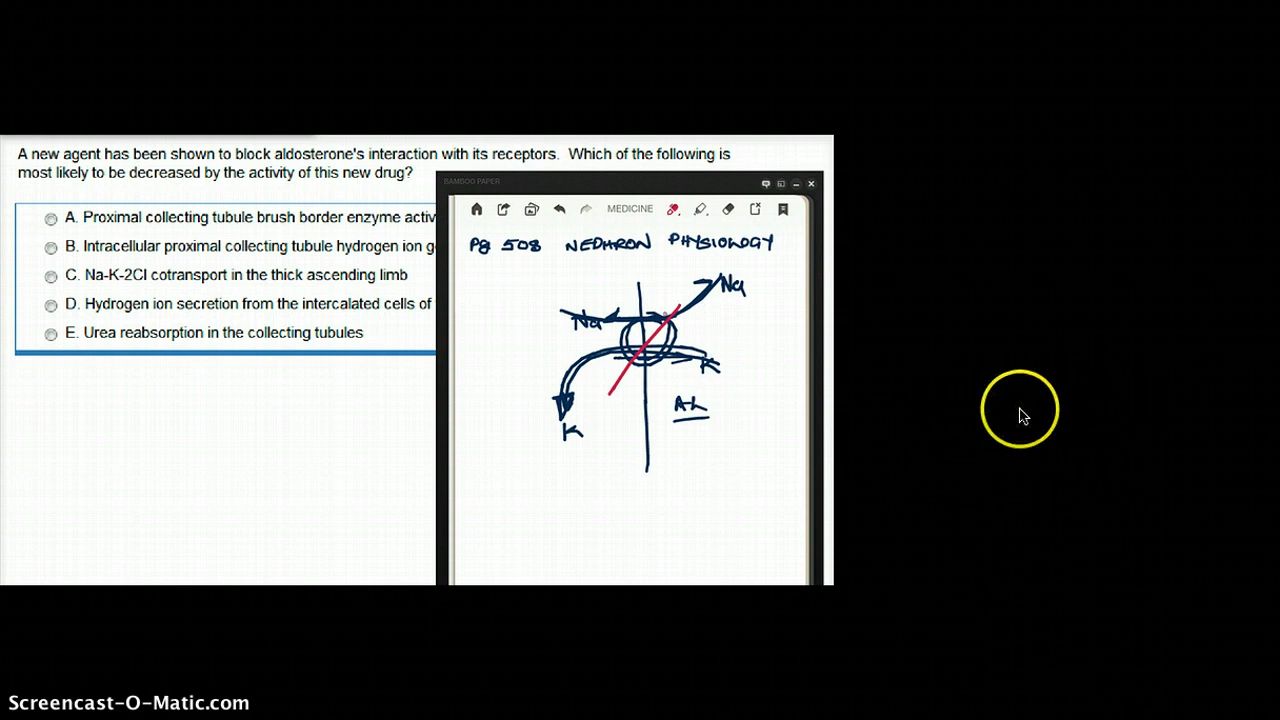 A new agent has been shown to block aldosterone's interaction with its receptors. Which of the following is
most likely to be decreased by the activity of this new drug?
A. Proximal collecting tubule brush border enzyme activ
B. Intracellular proximal collecting tubule hydrogen ion g
C. Na-K-2Cl cotransport in the thick ascending limb
D. Hydrogen ion secretion from the intercalated cells of
E. Urea reabsorption in the collecting tubules
BAMBOO PAPER
MEDICINE
Pg 508 NEPHRON PHYSIOLOGY
Na
Na
K
K
Screencast-O-Matic.com